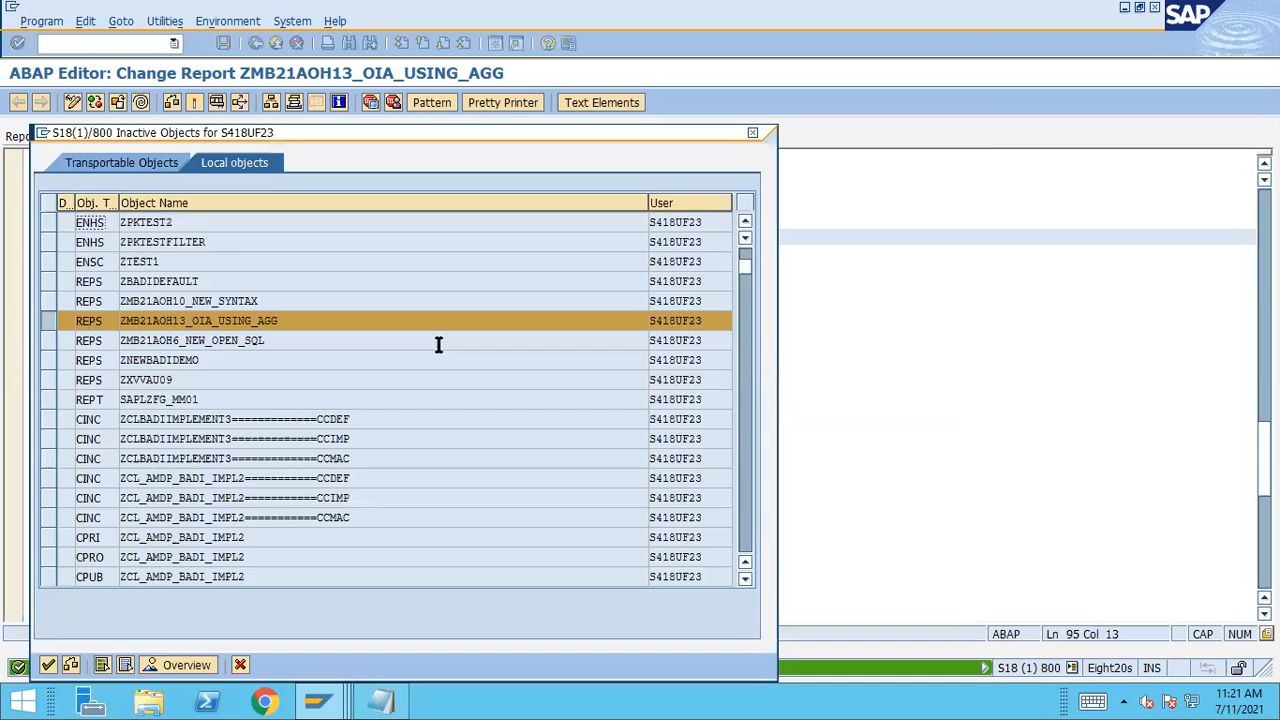 Program Edit Goto Utilities Environment System Help
SAP
ABAP Editor: Change Report ZMB21AOH13_OIA_USING_AGG
Pattern Pretty Printer Text Elements
Repo
S18(1)/800 Inactive Objects for S418UF23
Transportable Objects Local objects
D.. Obj. T... Object Name User
ENHS ZPKTEST2 S418UF23
ENHS ZPKTESTFILTER S418UF23
ENSC ZTEST1 S418UF23
REPS ZBADIDEFAULT S418UF23
REPS ZMB21AOH10_NEW_SYNTAX S418UF23
REPS ZMB21AOH13_OIA_USING_AGG S418UF23
REPS ZMB21AOH6_NEW_OPEN_SQL S418UF23
REPS ZNEWBADIDEMO S418UF23
REPS ZXVVAU09 S418UF23
REPT SAPLZFG_MM01 S418UF23
CINC ZCLBADIIMPLEMENT3=============CCDEF S418UF23
CINC ZCLBADIIMPLEMENT3=============CCIMP S418UF23
CINC ZCLBADIIMPLEMENT3=============CCMAC S418UF23
CINC ZCL_AMDP_BADI_IMPL2===========CCDEF S418UF23
CINC ZCL_AMDP_BADI_IMPL2===========CCIMP S418UF23
CINC ZCL_AMDP_BADI_IMPL2===========CCMAC S418UF23
CPRI ZCL_AMDP_BADI_IMPL2 S418UF23
CPRO ZCL_AMDP_BADI_IMPL2 S418UF23
CPUB ZCL_AMDP_BADI_IMPL2 S418UF23
ABAP Ln 95 Col 13 CAP NUM
Overview
S18 (1) 800 Eight20s INS
11:21 AM
7/11/2021